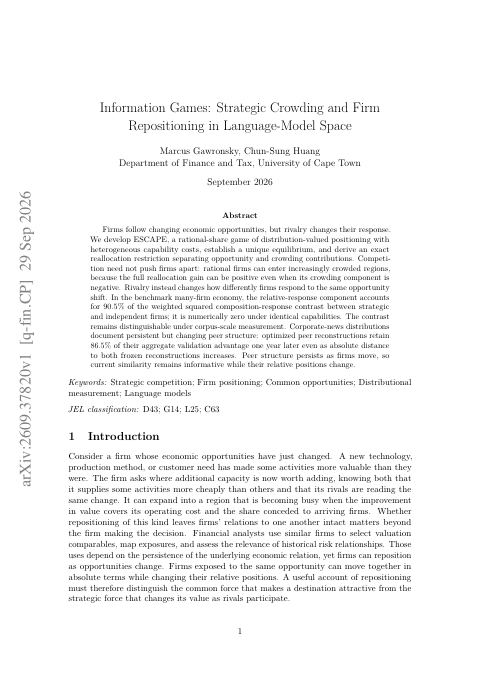 Information Games: Strategic Crowding and Firm
Repositioning in Language-Model Space
Marcus Gawronsky, Chun-Sung Huang
Department of Finance and Tax, University of Cape Town
September 2026
Abstract
Firms follow changing economic opportunities, but rivalry changes their response.
We develop ESCAPE, a rational-share game of distribution-valued positioning with
heterogeneous capability costs, establish a unique equilibrium, and derive an exact
reallocation restriction separating opportunity and crowding contributions. Competi-
tion need not push firms apart: rational firms can enter increasingly crowded regions,
because the full reallocation gain can be positive even when its crowding component is
negative. Rivalry instead changes how differently firms respond to the same opportunity
shift. In the benchmark many-firm economy, the relative-response component accounts
for 90.5% of the weighted squared composition-response contrast between strategic
and independent firms; it is numerically zero under identical capabilities. The contrast
remains distinguishable under corpus-scale measurement. Corporate-news distributions
document persistent but changing peer structure; optimized peer reconstructions retain
86.5% of their aggregate validation advantage one year later even as absolute distance
to both frozen reconstructions increases. Peer structure persists as firms move, so
current similarity remains informative while their relative positions change.
Keywords: Strategic competition; Firm positioning; Common opportunities; Distributional
measurement; Language models
JEL classification: D43; G14; L25; C63
1 Introduction
Consider a firm whose economic opportunities have just changed. A new technology,
production method, or customer need has made some activities more valuable than they
were. The firm asks where additional capacity is now worth adding, knowing both that
it supplies some activities more cheaply than others and that its rivals are reading the
same change. It can expand into a region that is becoming busy when the improvement
in value covers its operating cost and the share conceded to arriving firms. Whether
repositioning of this kind leaves firms' relations to one another intact matters beyond
the firm making the decision. Financial analysts use similar firms to select valuation
comparables, map exposures, and assess the relevance of historical risk relationships. Those
uses depend on the persistence of the underlying economic relation, yet firms can reposition
as opportunities change. Firms exposed to the same opportunity can move together in
absolute terms while changing their relative positions. A useful account of repositioning
must therefore distinguish the common force that makes a destination attractive from the
strategic force that changes its value as rivals participate.
1
arXiv:2609.37820v1 [q-fin.CP] 29 Sep 2026